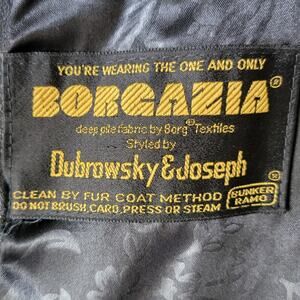 YOU'RE WEARING THE ONE AND ONLY
BORGAZIA®
deep pile fabric by Borg® Textiles
Styled by
Dubrowsky & Joseph ®
CLEAN BY FUR COAT METHOD BUNKER
DO NOT BRUSH, CARD, PRESS OR STEAM RAMO